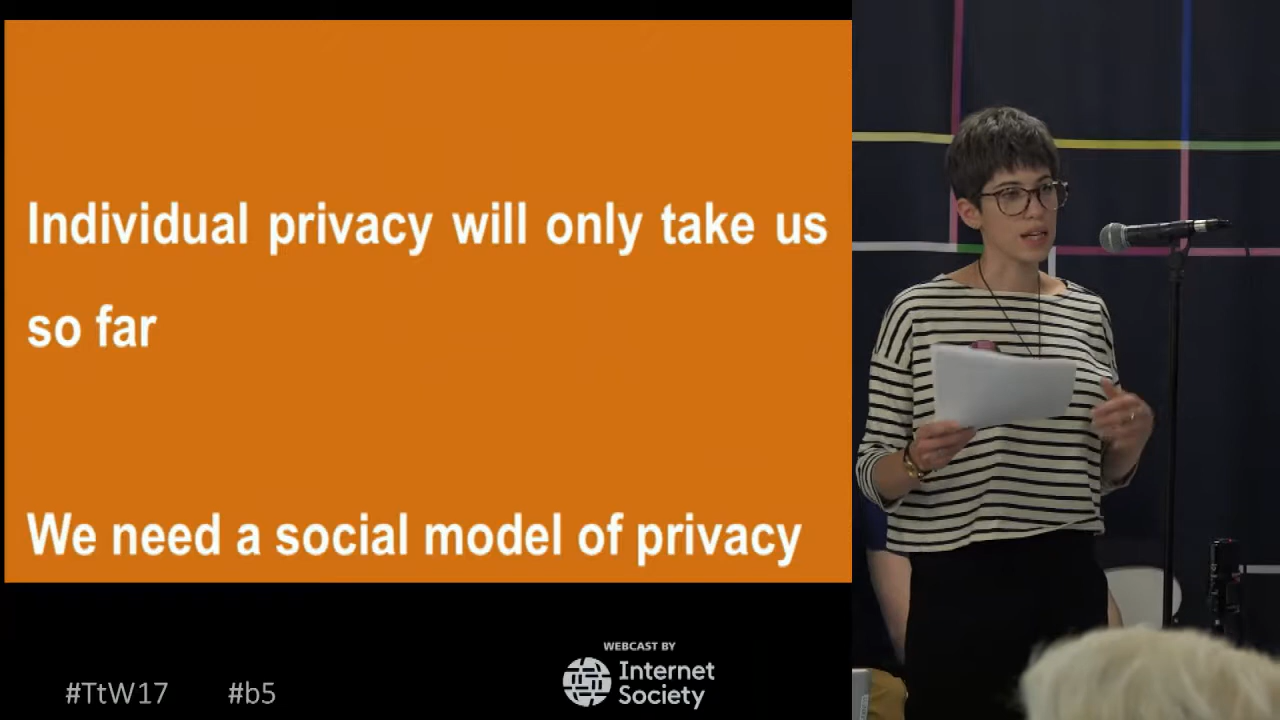 Individual privacy will only take us
so far
We need a social model of privacy
#TtW17 #b5
WEBCAST BY
Internet
Society